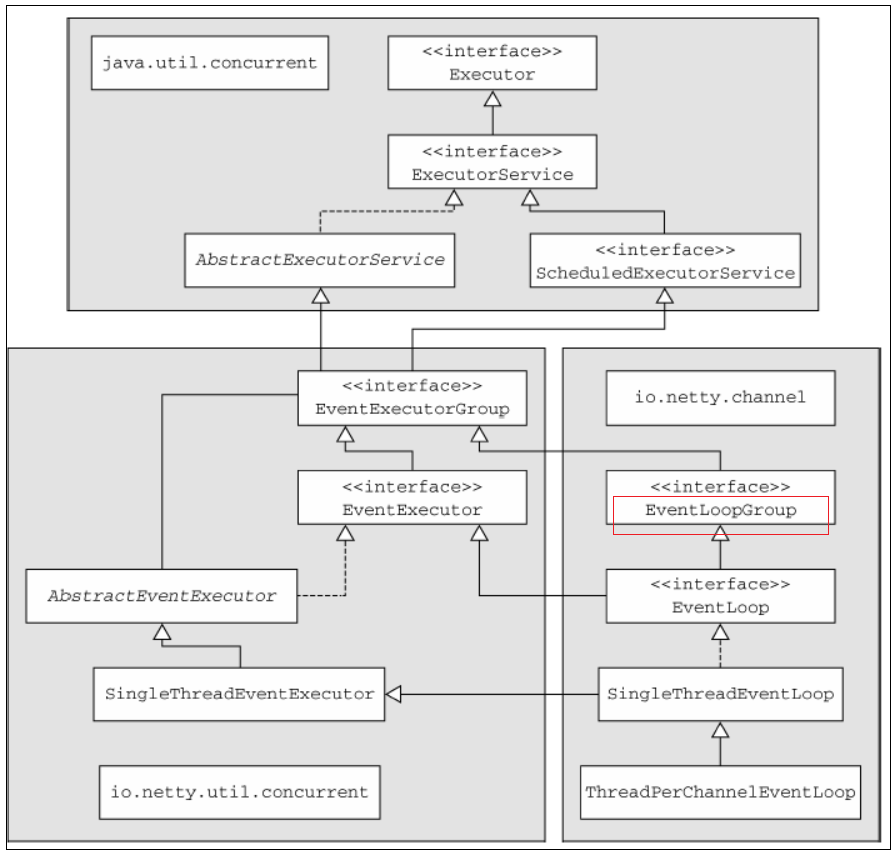 java.util.concurrent
<<interface>>
Executor
<<interface>>
ExecutorService
AbstractExecutorService
<<interface>>
ScheduledExecutorService
<<interface>>
EventExecutorGroup
io.netty.channel
<<interface>>
EventExecutor
<<interface>>
EventLoopGroup
AbstractEventExecutor
<<interface>>
EventLoop
SingleThreadEventExecutor
SingleThreadEventLoop
io.netty.util.concurrent
ThreadPerChannelEventLoop